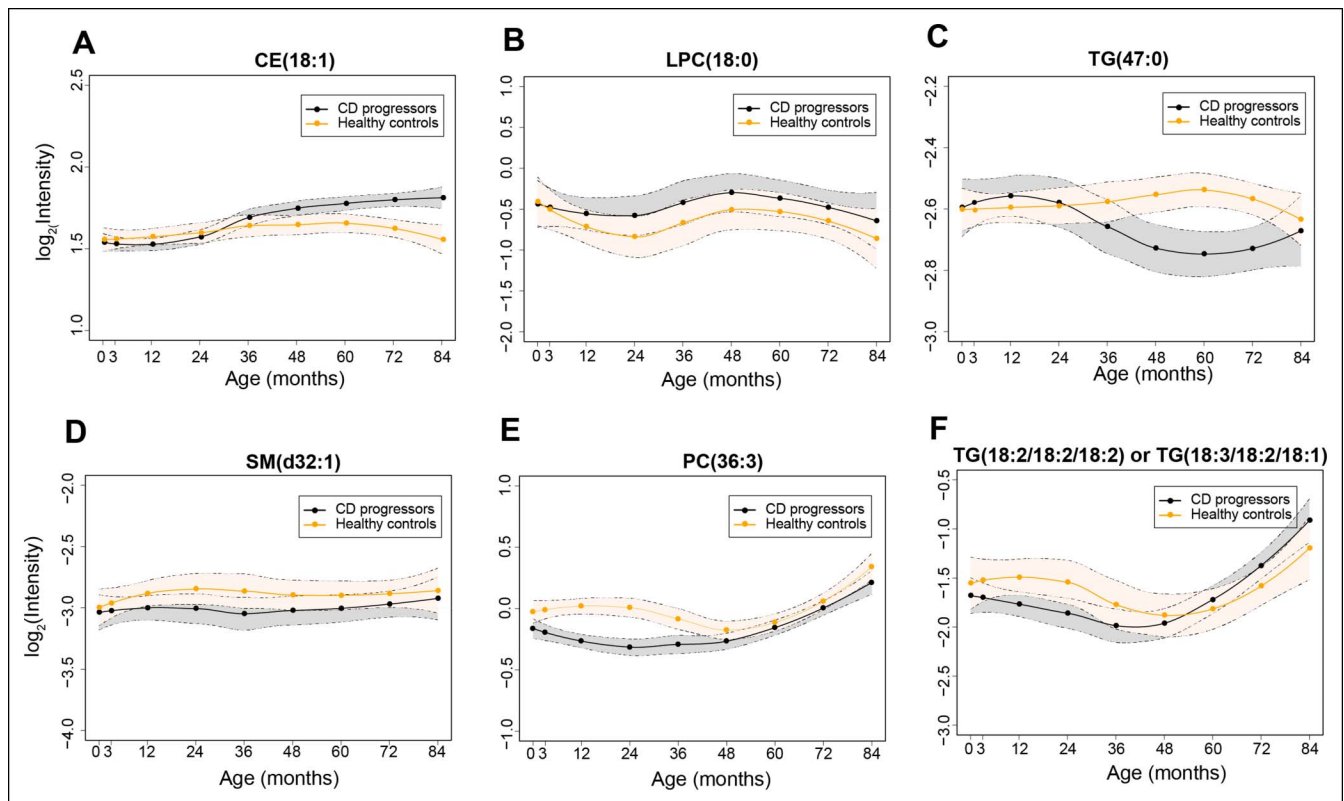 A
CE(18:1)
2.5
2.0
1.5
1.0
log2(Intensity)
CD progressors
Healthy controls
0 3 12 24 36 48 60 72 84
Age (months)
B
LPC(18:0)
1.0
0.5
0.0
−0.5
−1.0
−1.5
−2.0
CD progressors
Healthy controls
0 3 12 24 36 48 60 72 84
Age (months)
C
TG(47:0)
−2.2
−2.4
−2.6
−2.8
−3.0
CD progressors
Healthy controls
0 3 12 24 36 48 60 72 84
Age (months)
D
SM(d32:1)
−2.0
−2.5
−3.0
−3.5
−4.0
log2(Intensity)
CD progressors
Healthy controls
0 3 12 24 36 48 60 72 84
Age (months)
E
PC(36:3)
1.0
0.5
0.0
−0.5
−1.0
CD progressors
Healthy controls
0 3 12 24 36 48 60 72 84
Age (months)
F
TG(18:2/18:2/18:2) or TG(18:3/18:2/18:1)
−0.5
−1.0
−1.5
−2.0
−2.5
−3.0
CD progressors
Healthy controls
0 3 12 24 36 48 60 72 84
Age (months)